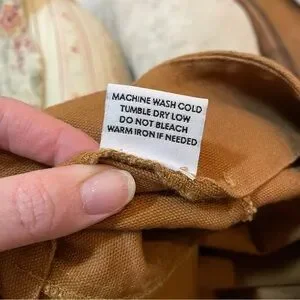 MACHINE WASH COLD
TUMBLE DRY LOW
DO NOT BLEACH
WARM IRON IF NEEDED